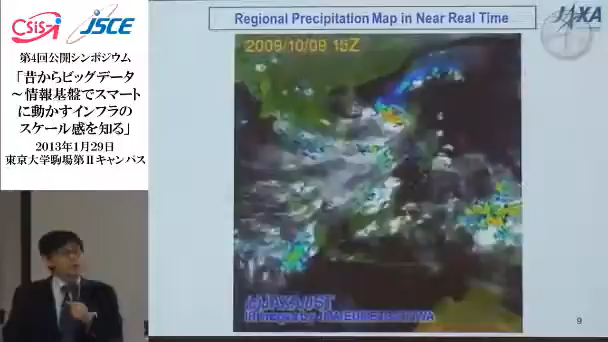 CSiS
JSCE
第4回公開シンポジウム
「昔からビッグデータ
～情報基盤でスマート
に動かすインフラの
スケール感を知る」
2013年1月29日
東京大学駒場第Ⅱキャンパス
Regional Precipitation Map in Near Real Time
JAXA
2009/10/09 15Z
9